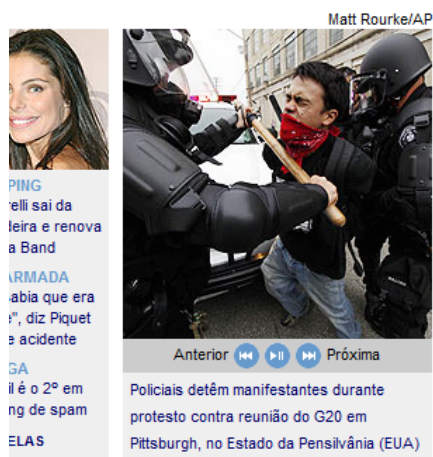 Matt Rourke/AP
PING
relli sai da
deira e renova
a Band
ARMADA
sabia que era
e", diz Piquet
e acidente
GA
il é o 2º em
ng de spam
ELAS
Anterior Próxima
Policiais detêm manifestantes durante
protesto contra reunião do G20 em
Pittsburgh, no Estado da Pensilvânia (EUA)